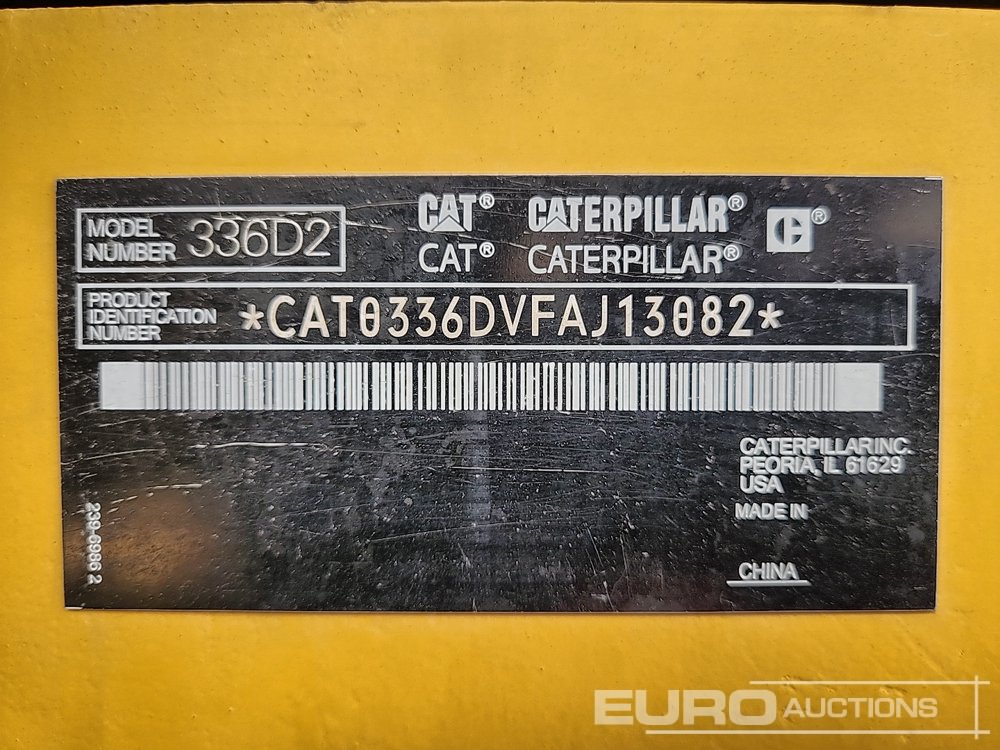 MODEL NUMBER 336D2
CAT® CATERPILLAR® C®
CAT® CATERPILLAR®
PRODUCT
IDENTIFICATION
NUMBER
*CAT0336DVFAJ13082*
CATERPILLAR INC.
PEORIA, IL 61629
USA
MADE IN
CHINA
239-6986 2
EURO AUCTIONS